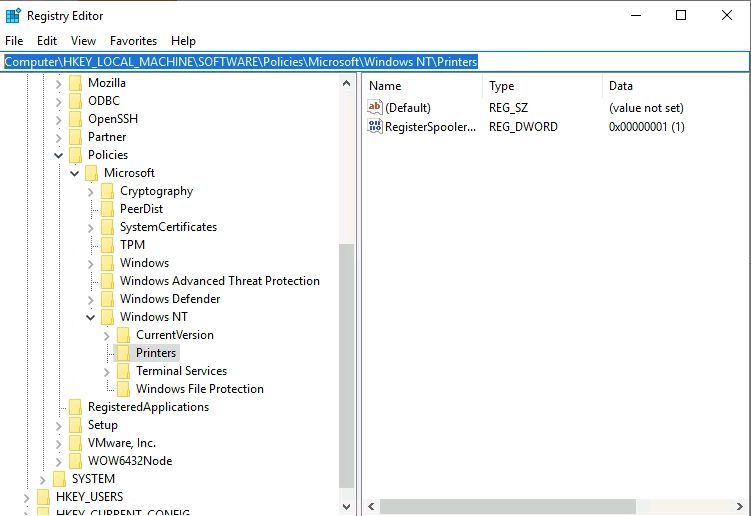 Registry Editor
File Edit View Favorites Help
Computer\HKEY_LOCAL_MACHINE\SOFTWARE\Policies\Microsoft\Windows NT\Printers
Name Type Data
(Default) REG_SZ (value not set)
RegisterSpooler... REG_DWORD 0x00000001 (1)
Mozilla
ODBC
OpenSSH
Partner
Policies
Microsoft
Cryptography
PeerDist
SystemCertificates
TPM
Windows
Windows Advanced Threat Protection
Windows Defender
Windows NT
CurrentVersion
Printers
Terminal Services
Windows File Protection
RegisteredApplications
Setup
VMware, Inc.
WOW6432Node
SYSTEM
HKEY_USERS
HKEY_CURRENT_CONFIG